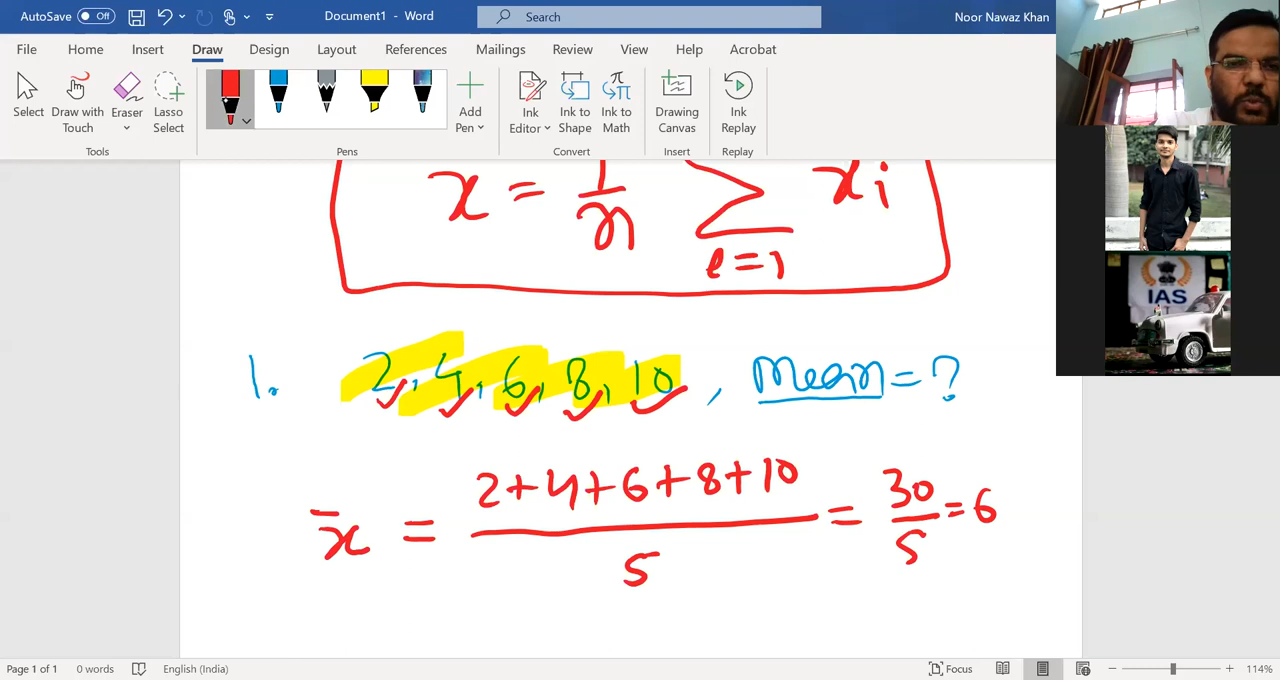 AutoSave Off Document1 - Word Search Noor Nawaz Khan
File Home Insert Draw Design Layout References Mailings Review View Help Acrobat
Select Draw with Touch Eraser Lasso Select Add Pen Ink Editor Ink to Shape Ink to Math Drawing Canvas Ink Replay
Tools Pens Convert Insert Replay
x = 1/n ∑ i=1 xi
1. 2, 4, 6, 8, 10, Mean = ?
x̄ = 2+4+6+8+10 / 5 = 30/5 = 6
IAS
Page 1 of 1 0 words English (India) Focus 114%